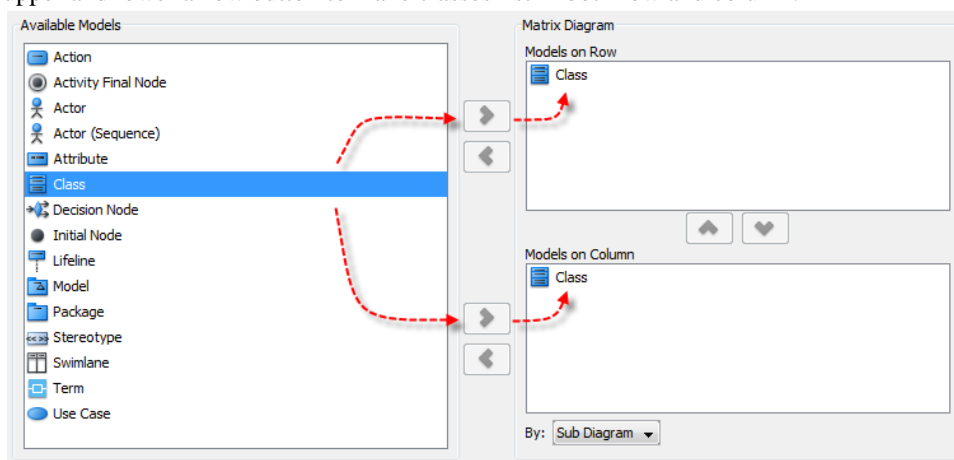 Available Models
Action
Activity Final Node
Actor
Actor (Sequence)
Attribute
Class
Decision Node
Initial Node
Lifeline
Model
Package
Stereotype
Swimlane
Term
Use Case
Matrix Diagram
Models on Row
Class
Models on Column
Class
By: Sub Diagram